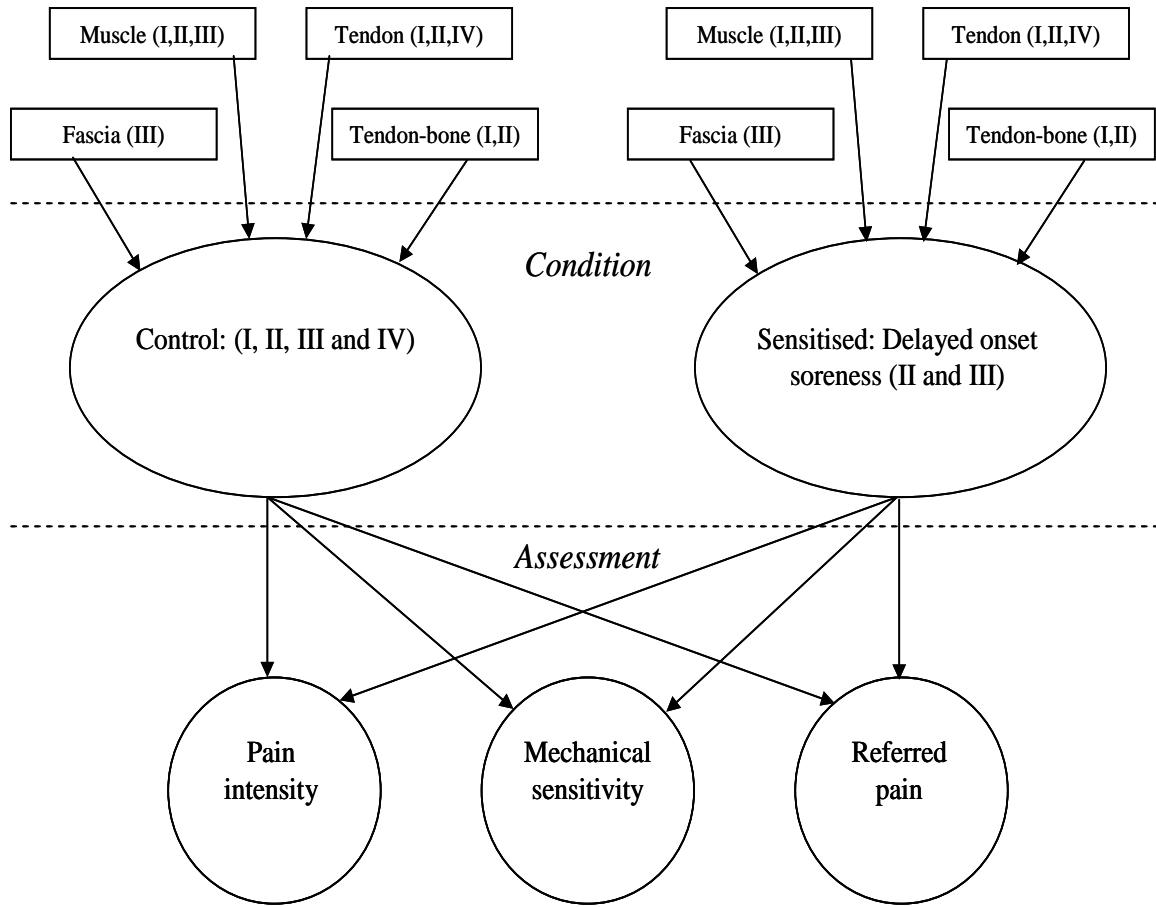 Muscle (I,II,III)
Tendon (I,II,IV)
Muscle (I,II,III)
Tendon (I,II,IV)
Fascia (III)
Tendon-bone (I,II)
Fascia (III)
Tendon-bone (I,II)
Condition
Control: (I, II, III and IV)
Sensitised: Delayed onset
soreness (II and III)
Assessment
Pain
intensity
Mechanical
sensitivity
Referred
pain